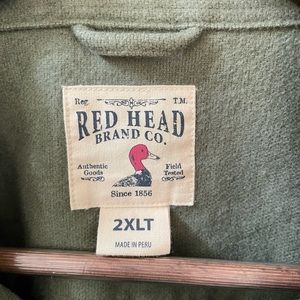 Reg. T.M.
RED HEAD
BRAND CO.
Authentic Field
Goods Tested
Since 1856
2XLT
MADE IN PERU